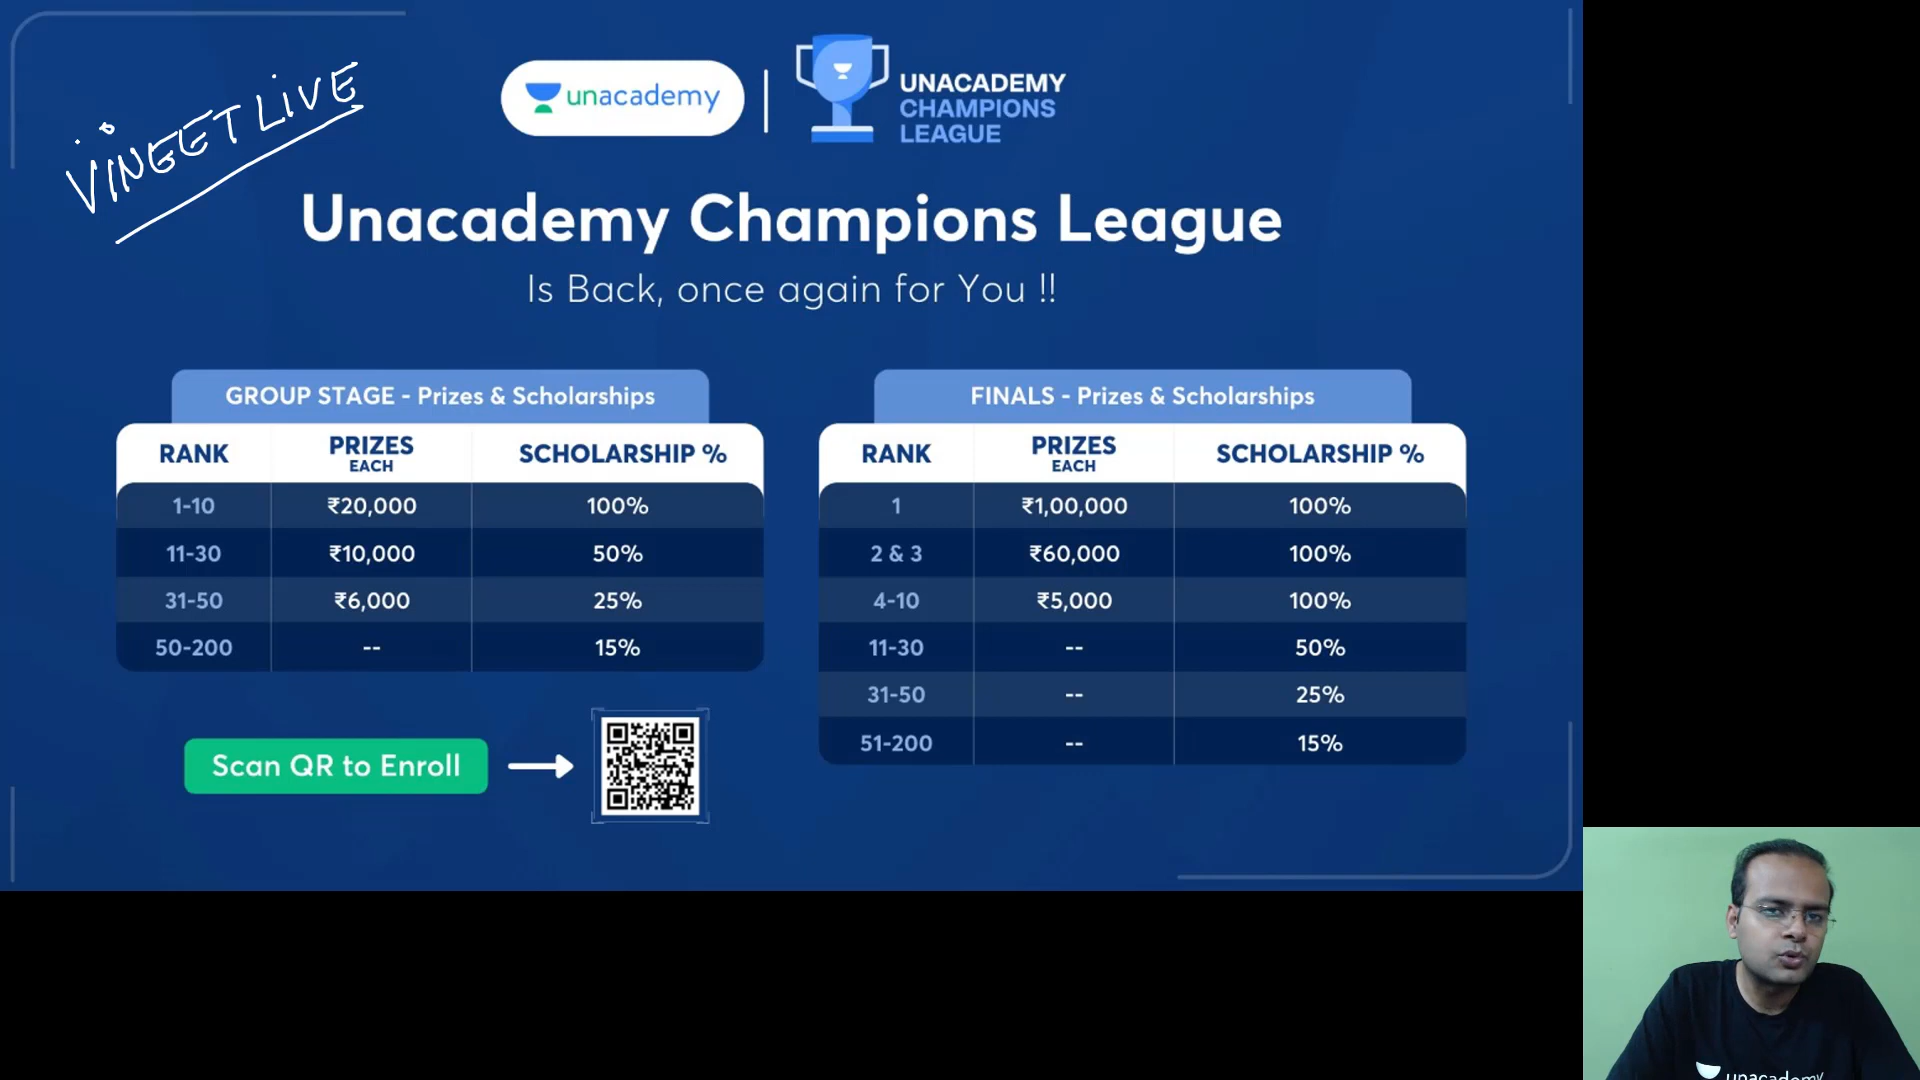 VINEET LIVE
unacademy
UNACADEMY
CHAMPIONS
LEAGUE
Unacademy Champions League
Is Back, once again for You !!
GROUP STAGE - Prizes & Scholarships
RANK PRIZES EACH SCHOLARSHIP %
1-10 ₹20,000 100%
11-30 ₹10,000 50%
31-50 ₹6,000 25%
50-200 -- 15%
Scan QR to Enroll
FINALS - Prizes & Scholarships
RANK PRIZES EACH SCHOLARSHIP %
1 ₹1,00,000 100%
2 & 3 ₹60,000 100%
4-10 ₹5,000 100%
11-30 -- 50%
31-50 -- 25%
51-200 -- 15%
unacademy